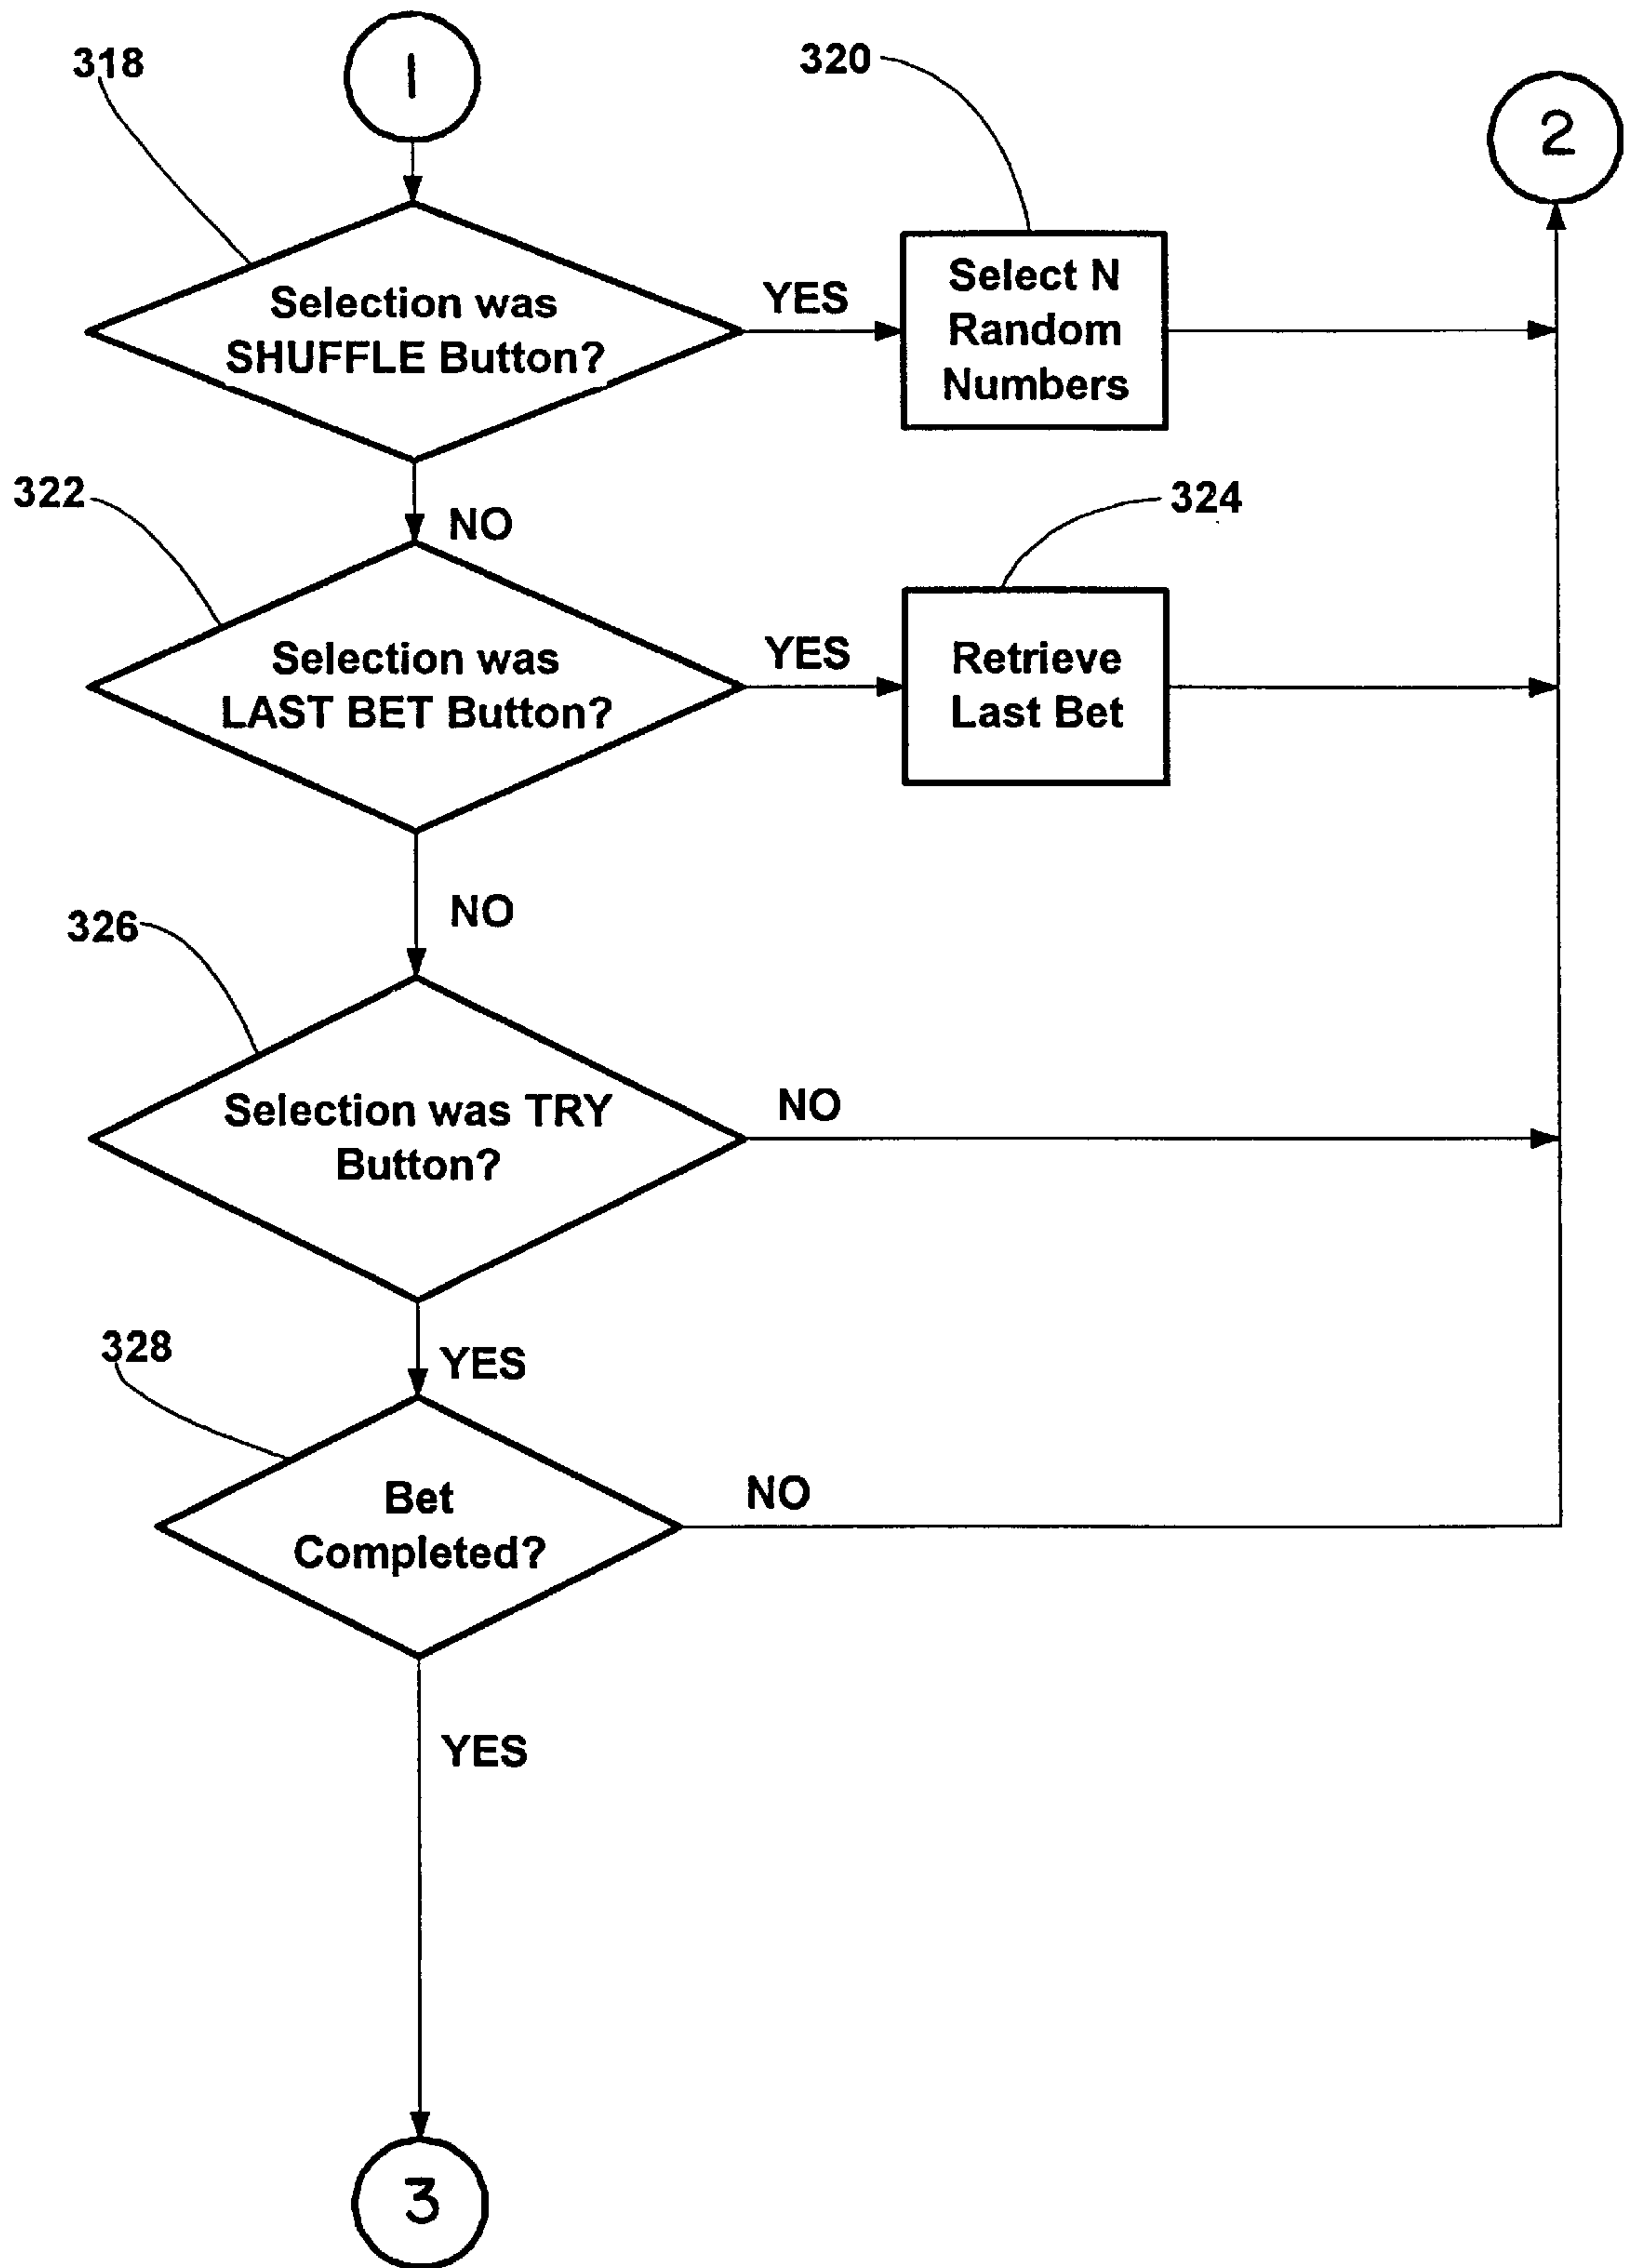 1
318
320
2
Selection was
SHUFFLE Button?
YES
Select N
Random
Numbers
NO
322
324
Selection was
LAST BET Button?
YES
Retrieve
Last Bet
NO
326
Selection was TRY
Button?
NO
YES
328
Bet
Completed?
NO
YES
3